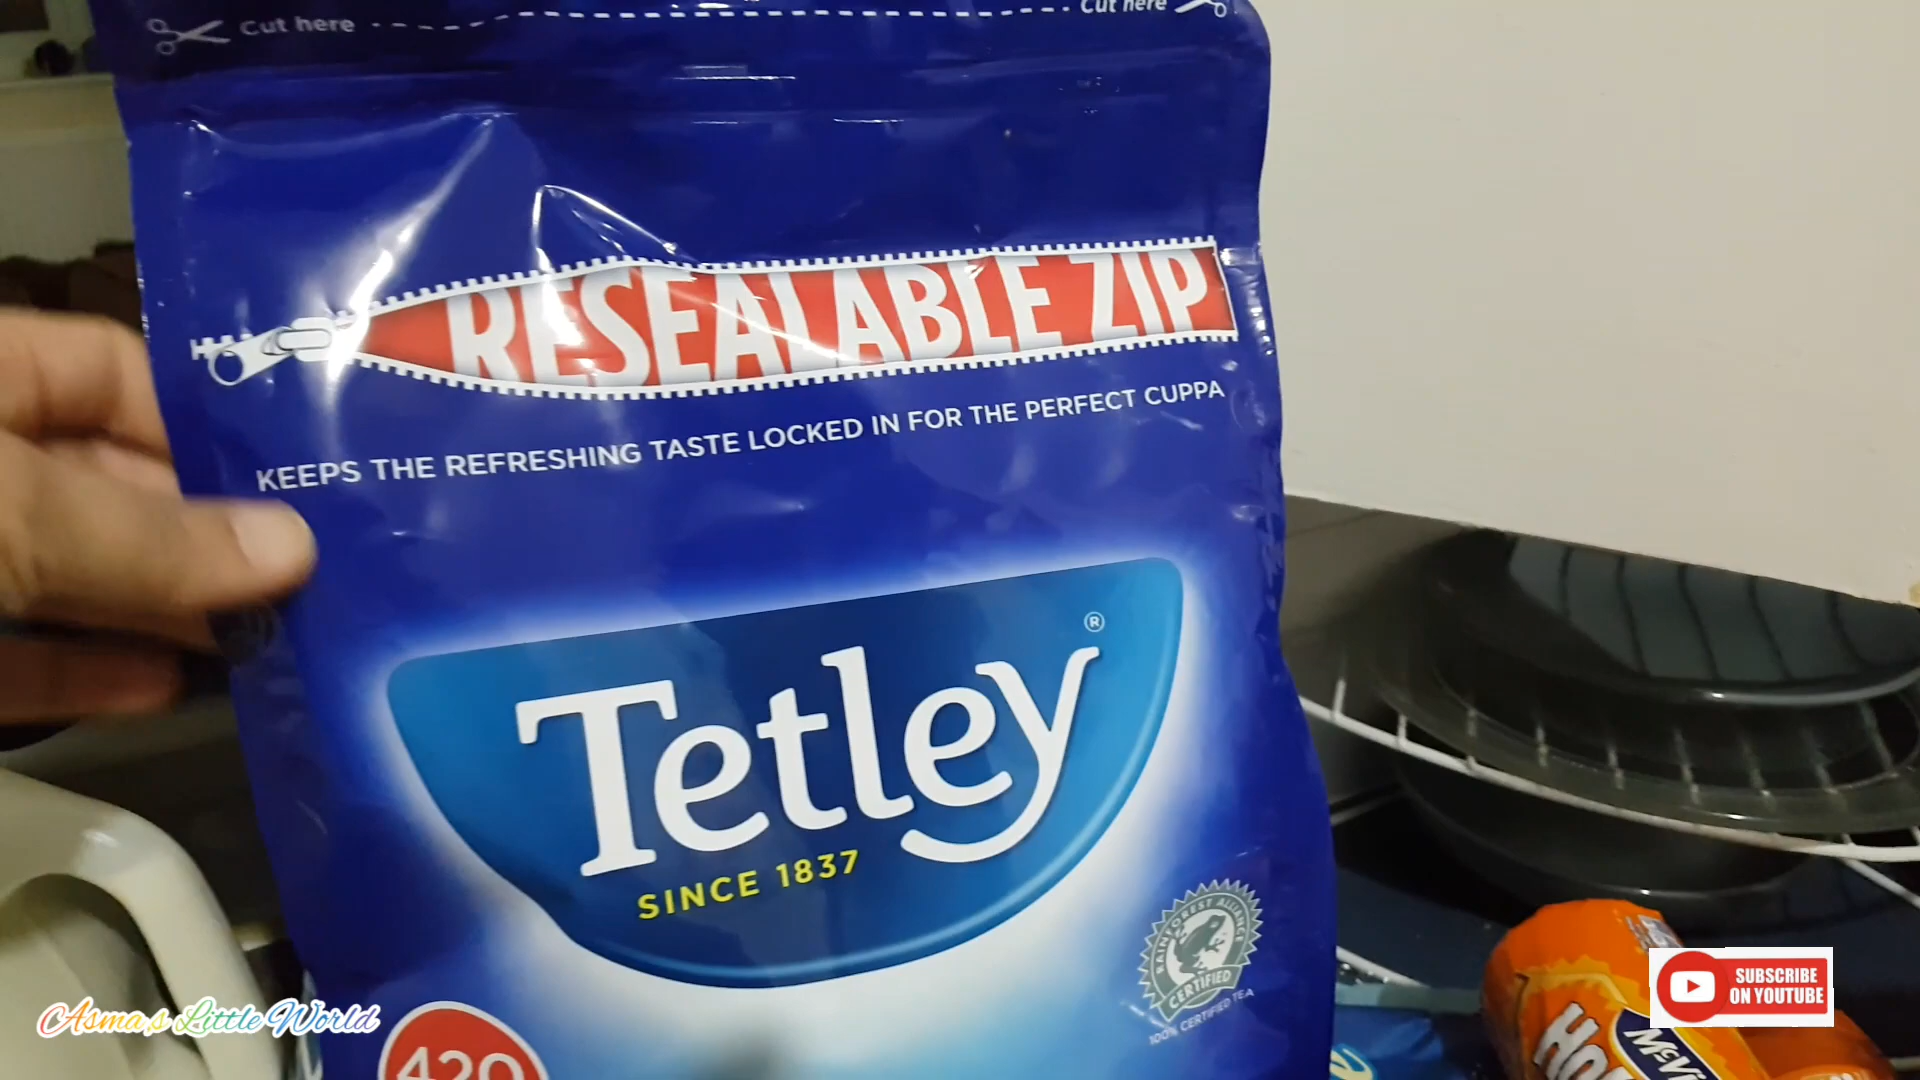 Cut here
Cut here
RESEALABLE ZIP
KEEPS THE REFRESHING TASTE LOCKED IN FOR THE PERFECT CUPPA
Tetley®
SINCE 1837
RAINFOREST ALLIANCE
CERTIFIED
100% CERTIFIED TEA
420
Asma,s Little World
SUBSCRIBE
ON YOUTUBE